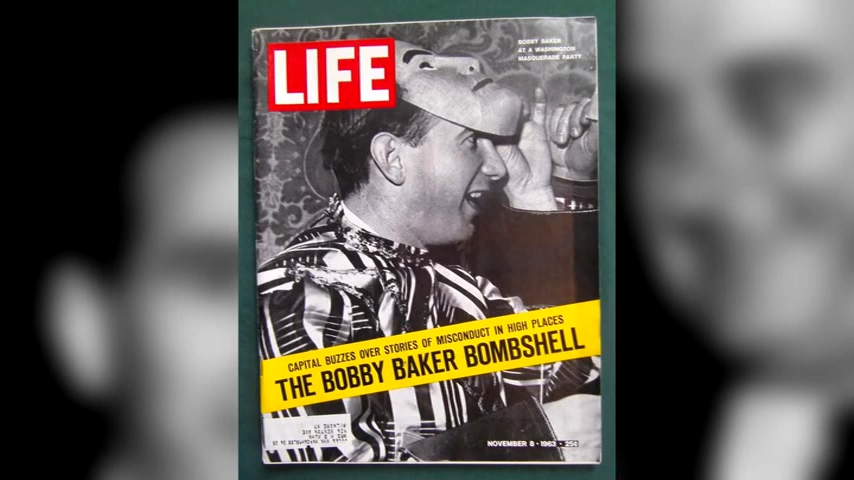 LIFE
BOBBY BAKER
AT A WASHINGTON
MASQUERADE PARTY
CAPITAL BUZZES OVER STORIES OF MISCONDUCT IN HIGH PLACES
THE BOBBY BAKER BOMBSHELL
NOVEMBER 8 · 1963 · 25¢